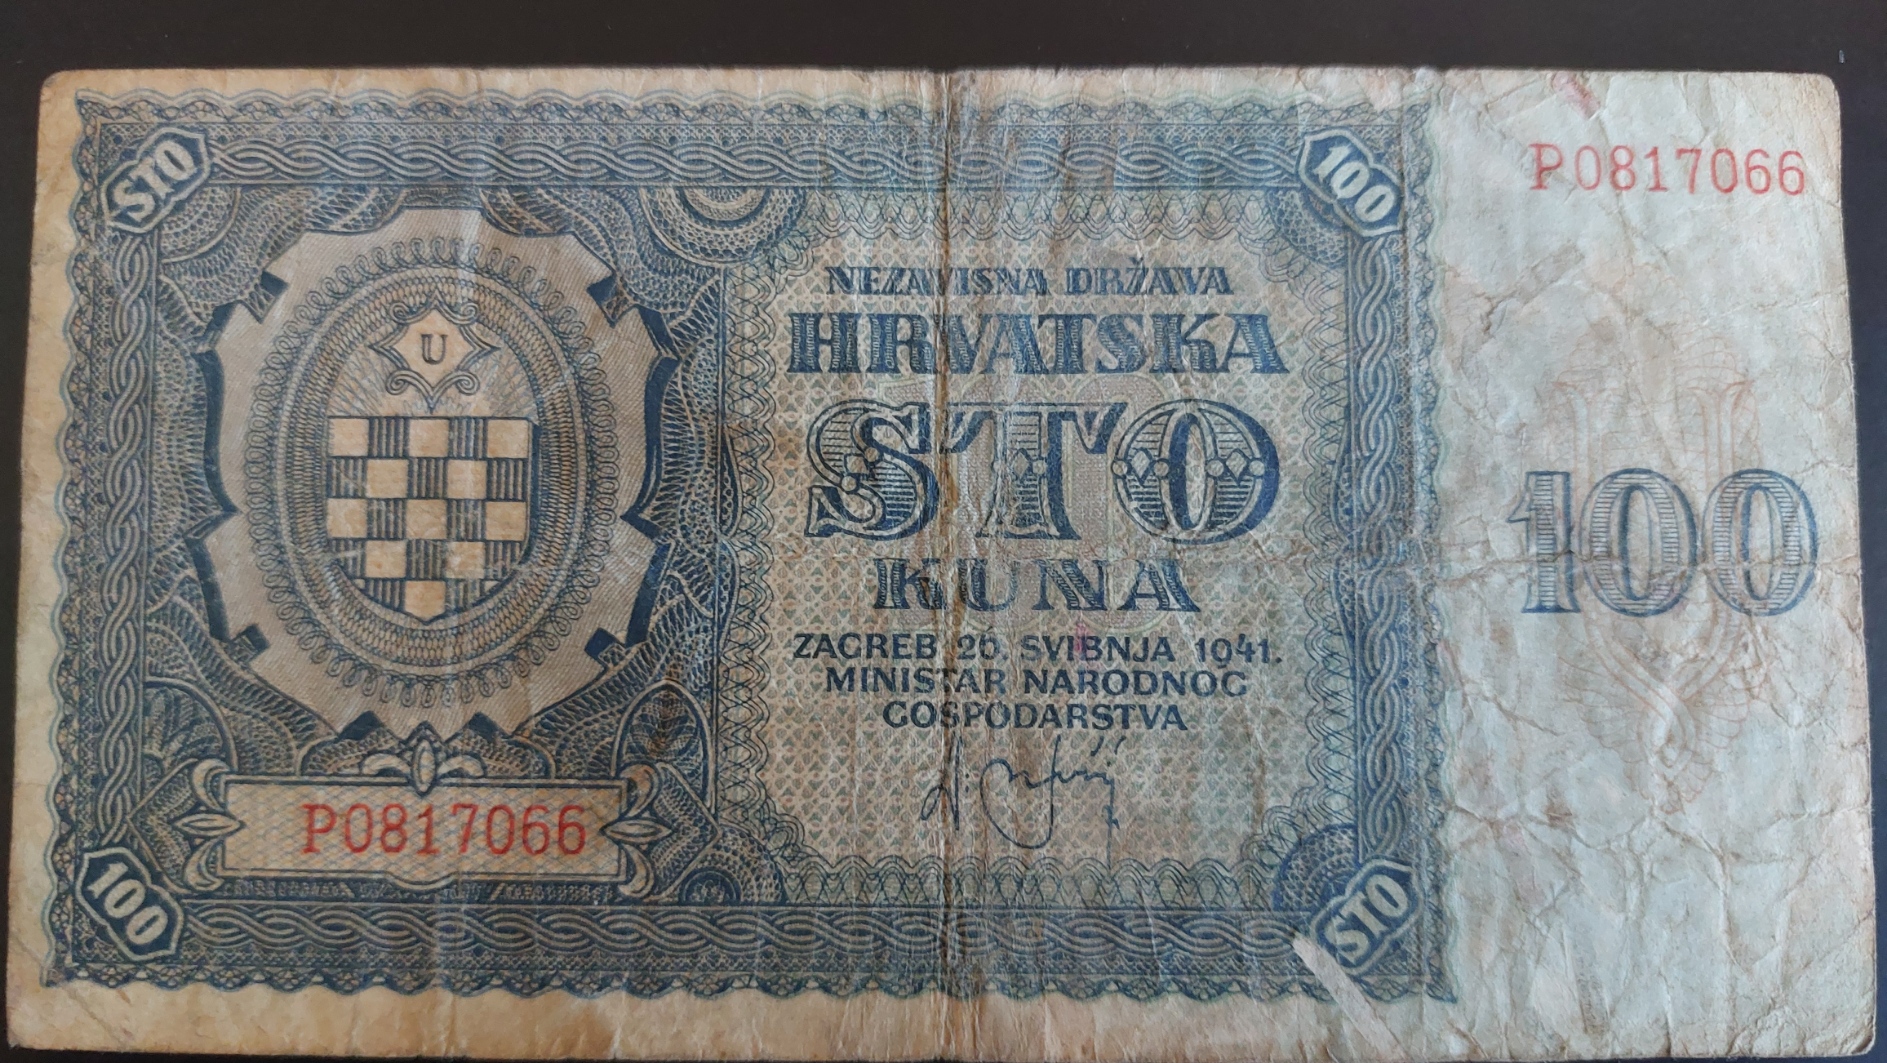 STO
100
P0817066
U
NEZAVISNA DRŽAVA
HRVATSKA
STO
KUNA
ZAGREB 26. SVIBNJA 1941.
MINISTAR NARODNOG
GOSPODARSTVA
100
P0817066
100
STO